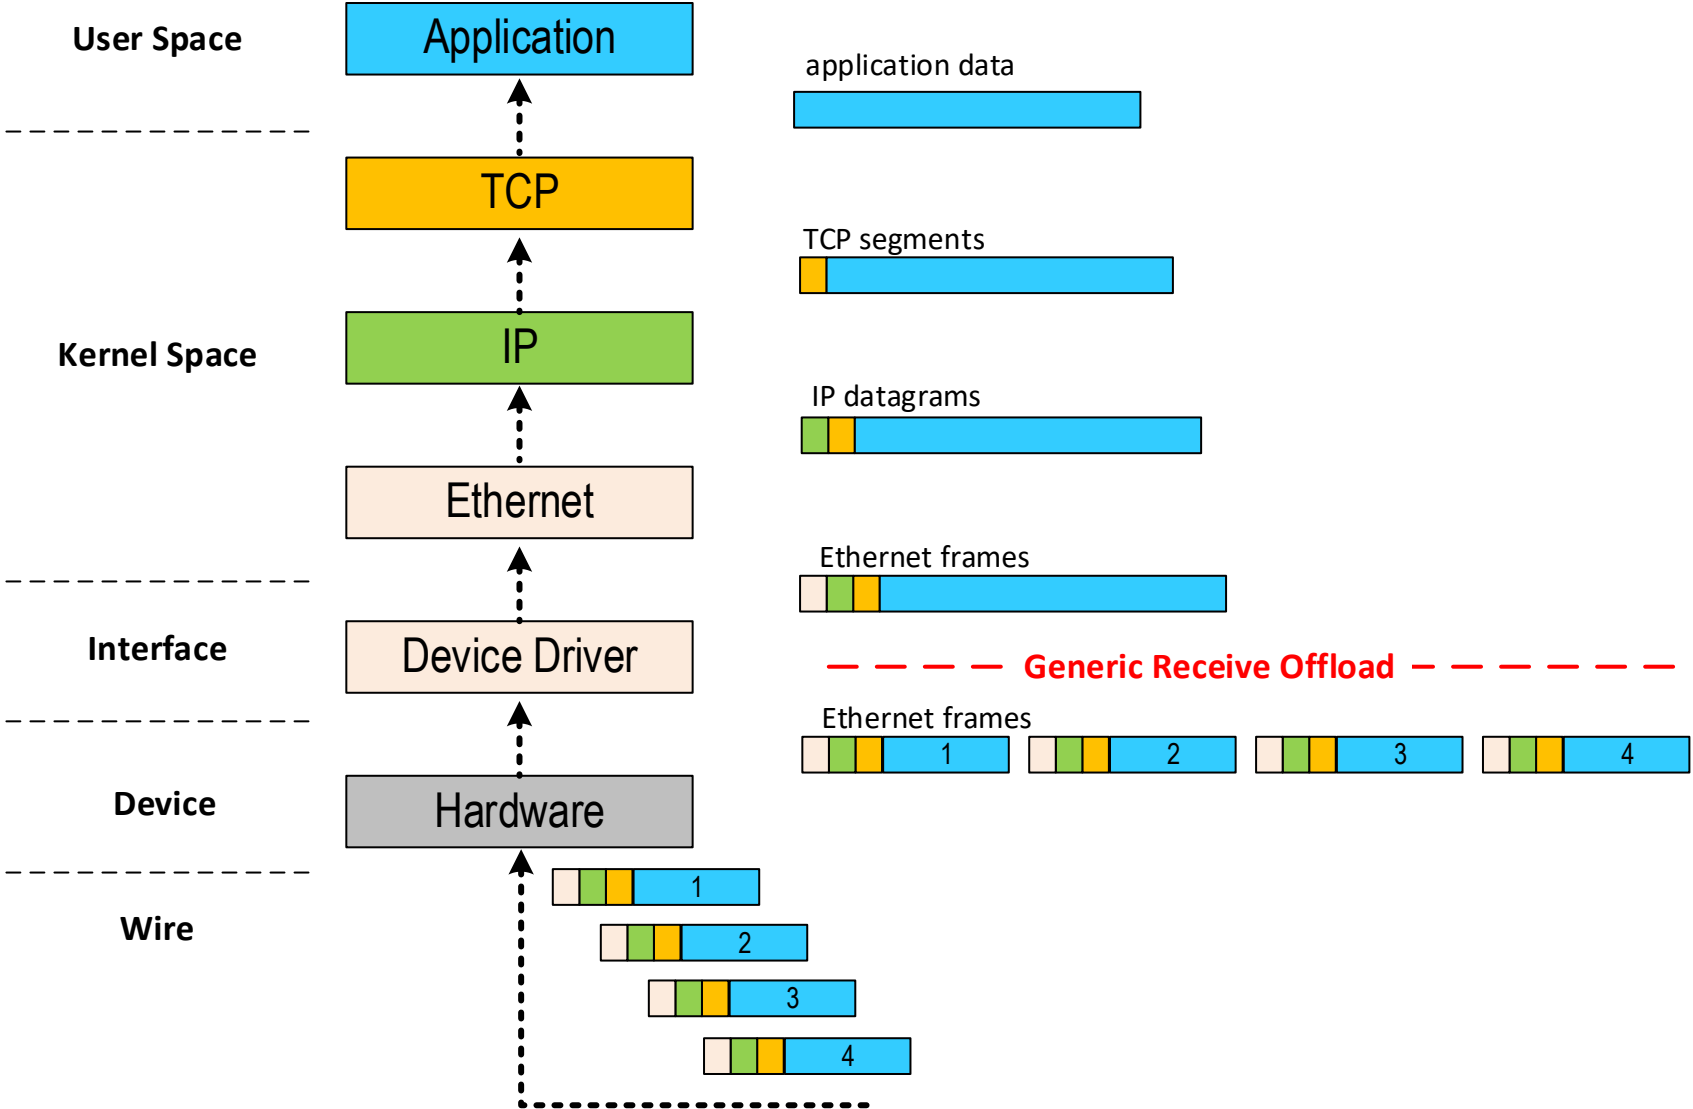 User Space
Application
application data
TCP
TCP segments
Kernel Space
IP
IP datagrams
Ethernet
Ethernet frames
Interface
Device Driver
Generic Receive Offload
Ethernet frames
1
2
3
4
Device
Hardware
1
Wire
2
3
4